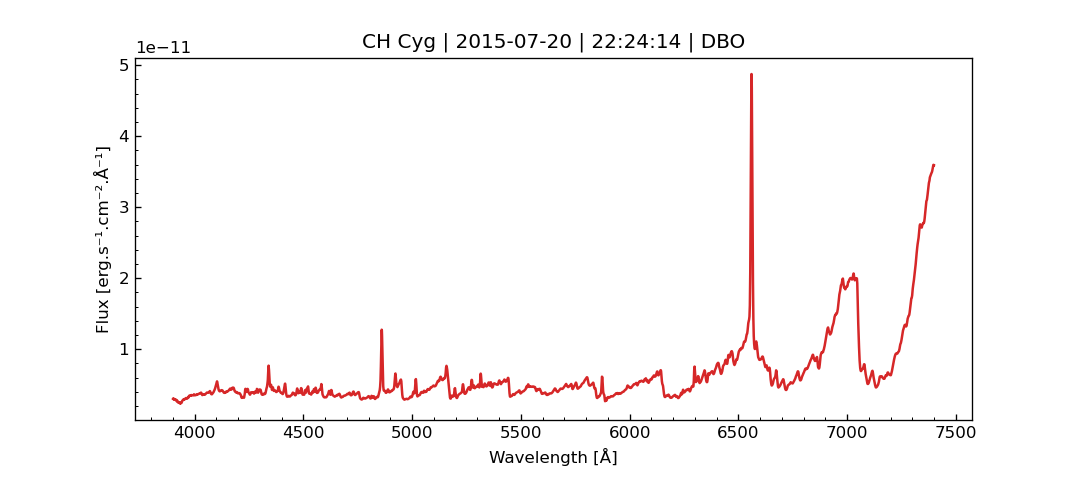 CH Cyg | 2015-07-20 | 22:24:14 | DBO
1e−11
5
4
3
2
1
Flux [erg.s⁻¹.cm⁻².Å⁻¹]
4000 4500 5000 5500 6000 6500 7000 7500
Wavelength [Å]